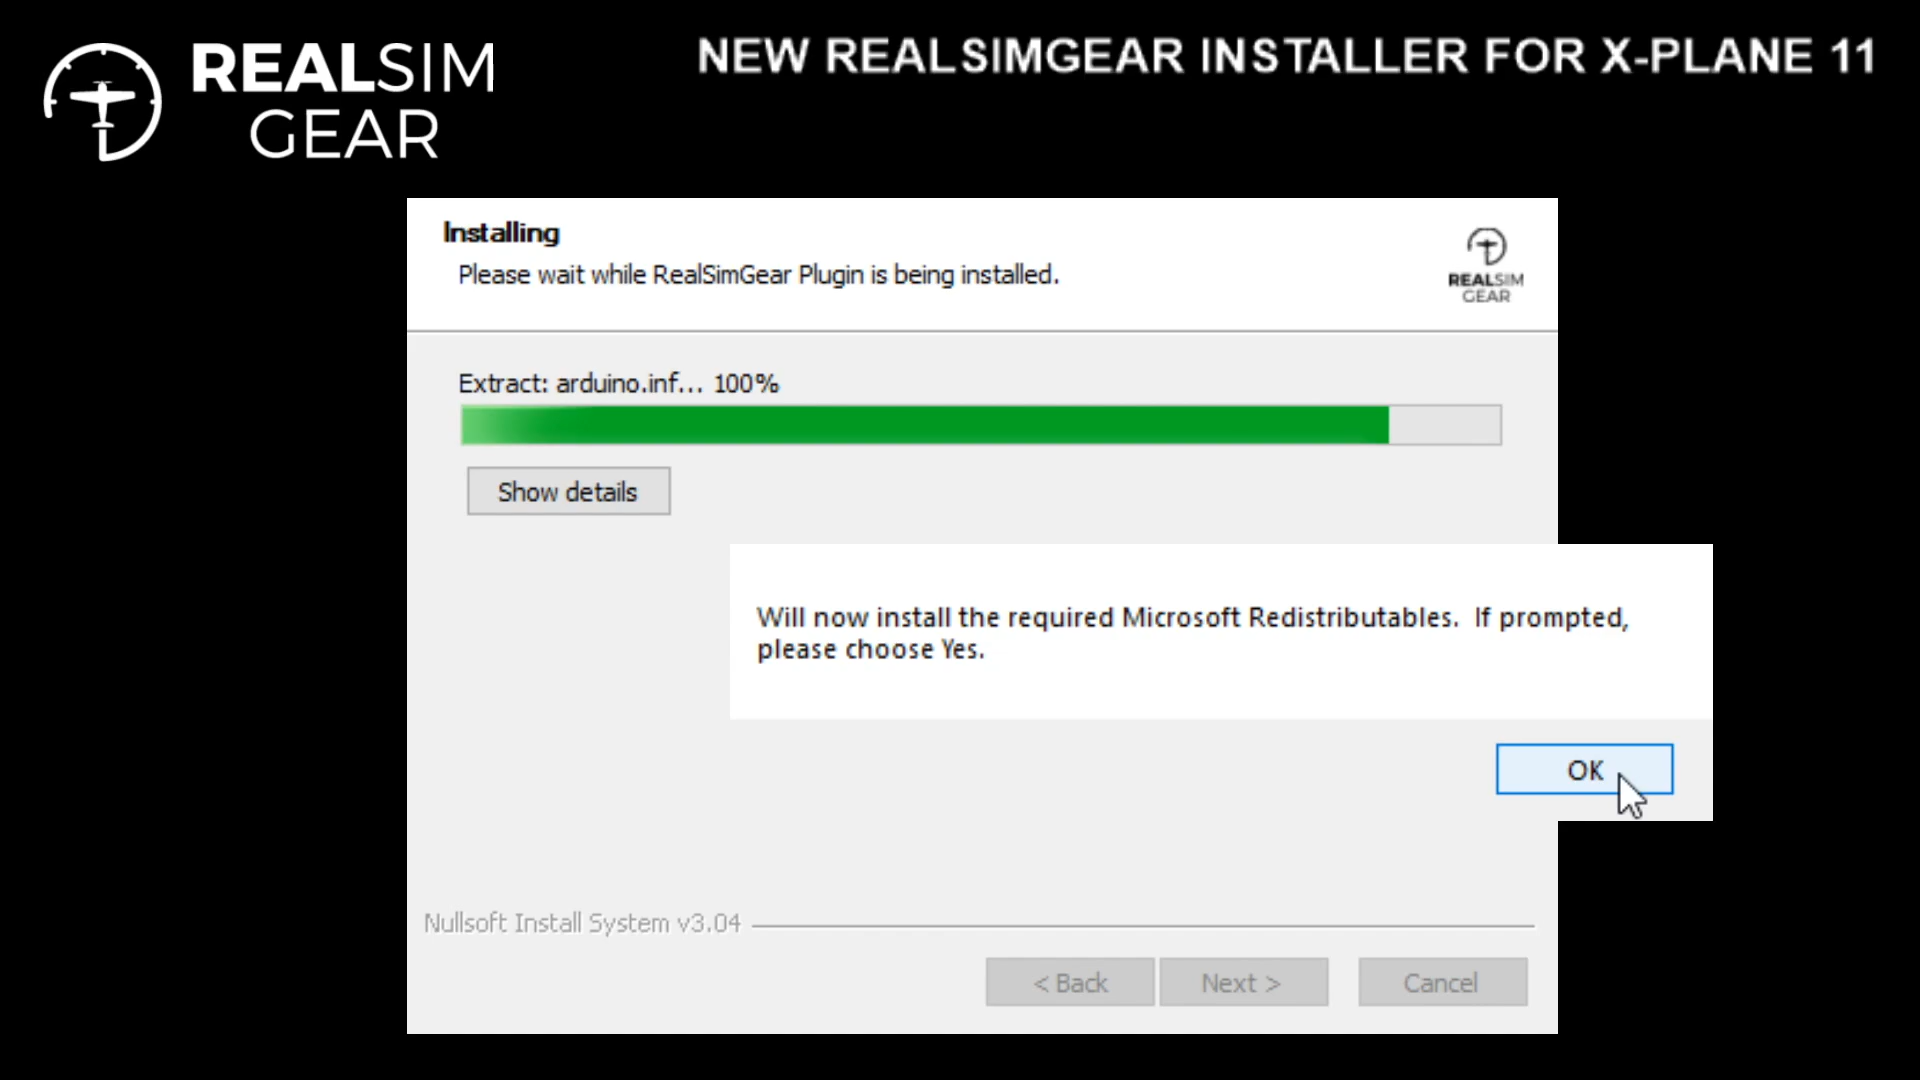 REALSIM
GEAR
NEW REALSIMGEAR INSTALLER FOR X-PLANE 11
Installing
Please wait while RealSimGear Plugin is being installed.
REALSIM
GEAR
Extract: arduino.inf... 100%
Show details
Will now install the required Microsoft Redistributables.  If prompted,
please choose Yes.
OK
Nullsoft Install System v3.04
< Back
Next >
Cancel